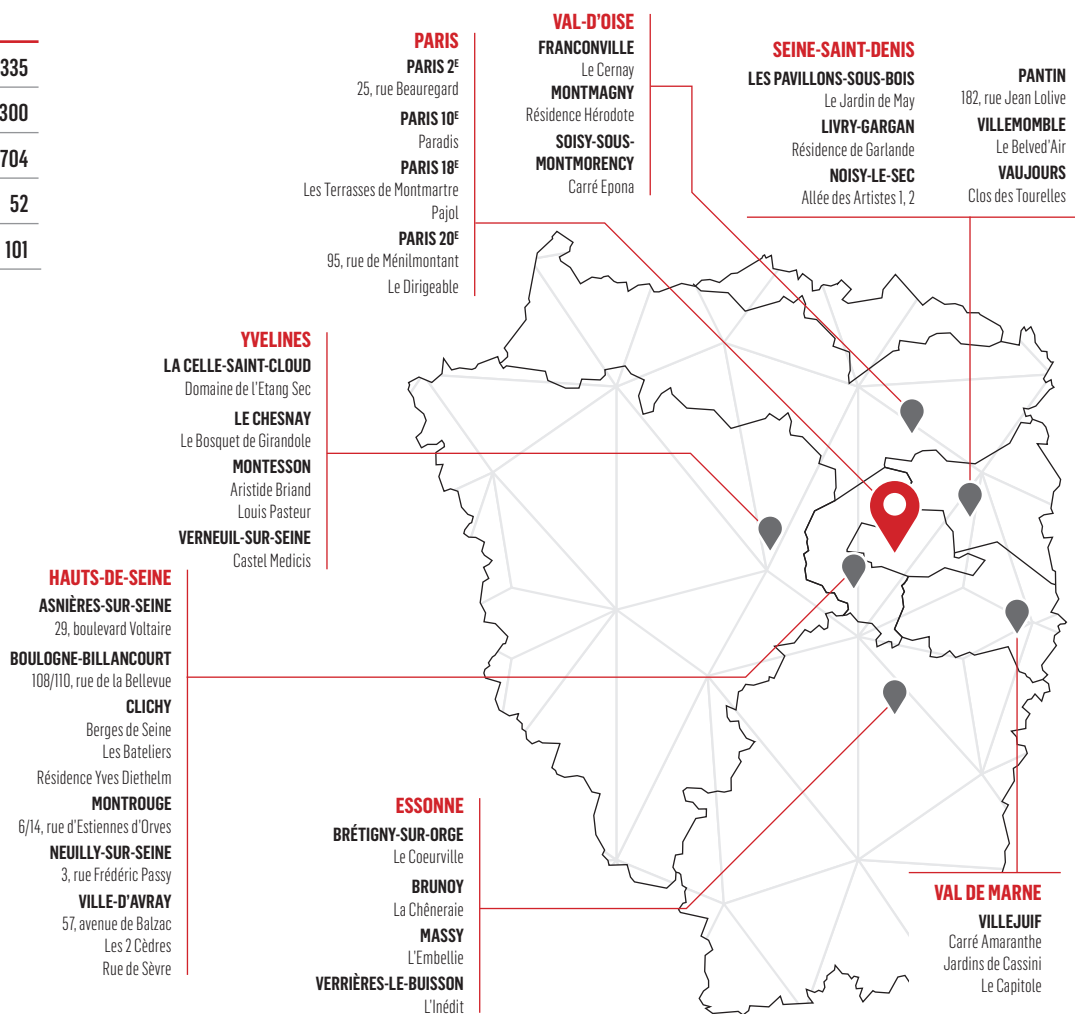 335
300
704
52
101
PARIS
PARIS 2E
25, rue Beauregard
PARIS 10E
Paradis
PARIS 18E
Les Terrasses de Montmartre
Pajol
PARIS 20E
95, rue de Ménilmontant
Le Dirigeable
VAL-D'OISE
FRANCONVILLE
Le Cernay
MONTMAGNY
Résidence Hérodote
SOISY-SOUS-
MONTMORENCY
Carré Epona
SEINE-SAINT-DENIS
LES PAVILLONS-SOUS-BOIS
Le Jardin de May
LIVRY-GARGAN
Résidence de Garlande
NOISY-LE-SEC
Allée des Artistes 1, 2
PANTIN
182, rue Jean Lolive
VILLEMOMBLE
Le Belved'Air
VAUJOURS
Clos des Tourelles
YVELINES
LA CELLE-SAINT-CLOUD
Domaine de l'Etang Sec
LE CHESNAY
Le Bosquet de Girandole
MONTESSON
Aristide Briand
Louis Pasteur
VERNEUIL-SUR-SEINE
Castel Medicis
HAUTS-DE-SEINE
ASNIÈRES-SUR-SEINE
29, boulevard Voltaire
BOULOGNE-BILLANCOURT
108/110, rue de la Bellevue
CLICHY
Berges de Seine
Les Bateliers
Résidence Yves Diethelm
MONTROUGE
6/14, rue d'Estiennes d'Orves
NEUILLY-SUR-SEINE
3, rue Frédéric Passy
VILLE-D'AVRAY
57, avenue de Balzac
Les 2 Cèdres
Rue de Sèvre
ESSONNE
BRÉTIGNY-SUR-ORGE
Le Coeurville
BRUNOY
La Chêneraie
MASSY
L'Embellie
VERRIÈRES-LE-BUISSON
L'Inédit
VAL DE MARNE
VILLEJUIF
Carré Amaranthe
Jardins de Cassini
Le Capitole